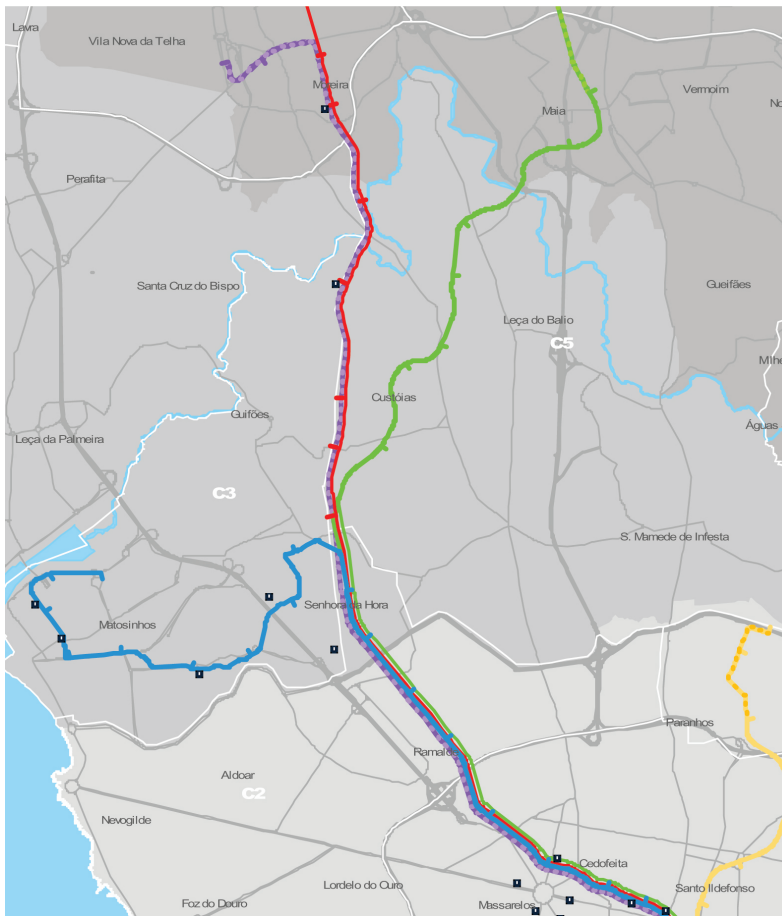 Lavra
Vila Nova da Telha
Moreira
Maia
Vermoim
No
Perafita
Santa Cruz do Bispo
Gueifães
Leça do Balio
C5
Milhe
Custóias
Guifões
Águas
Leça da Palmeira
C3
S. Mamede de Infesta
Senhora da Hora
Matosinhos
Paranhos
Ramalde
Aldoar
C2
Nevogilde
Cedofeita
Lordelo do Ouro
Santo Ildefonso
Foz do Douro
Massarelos